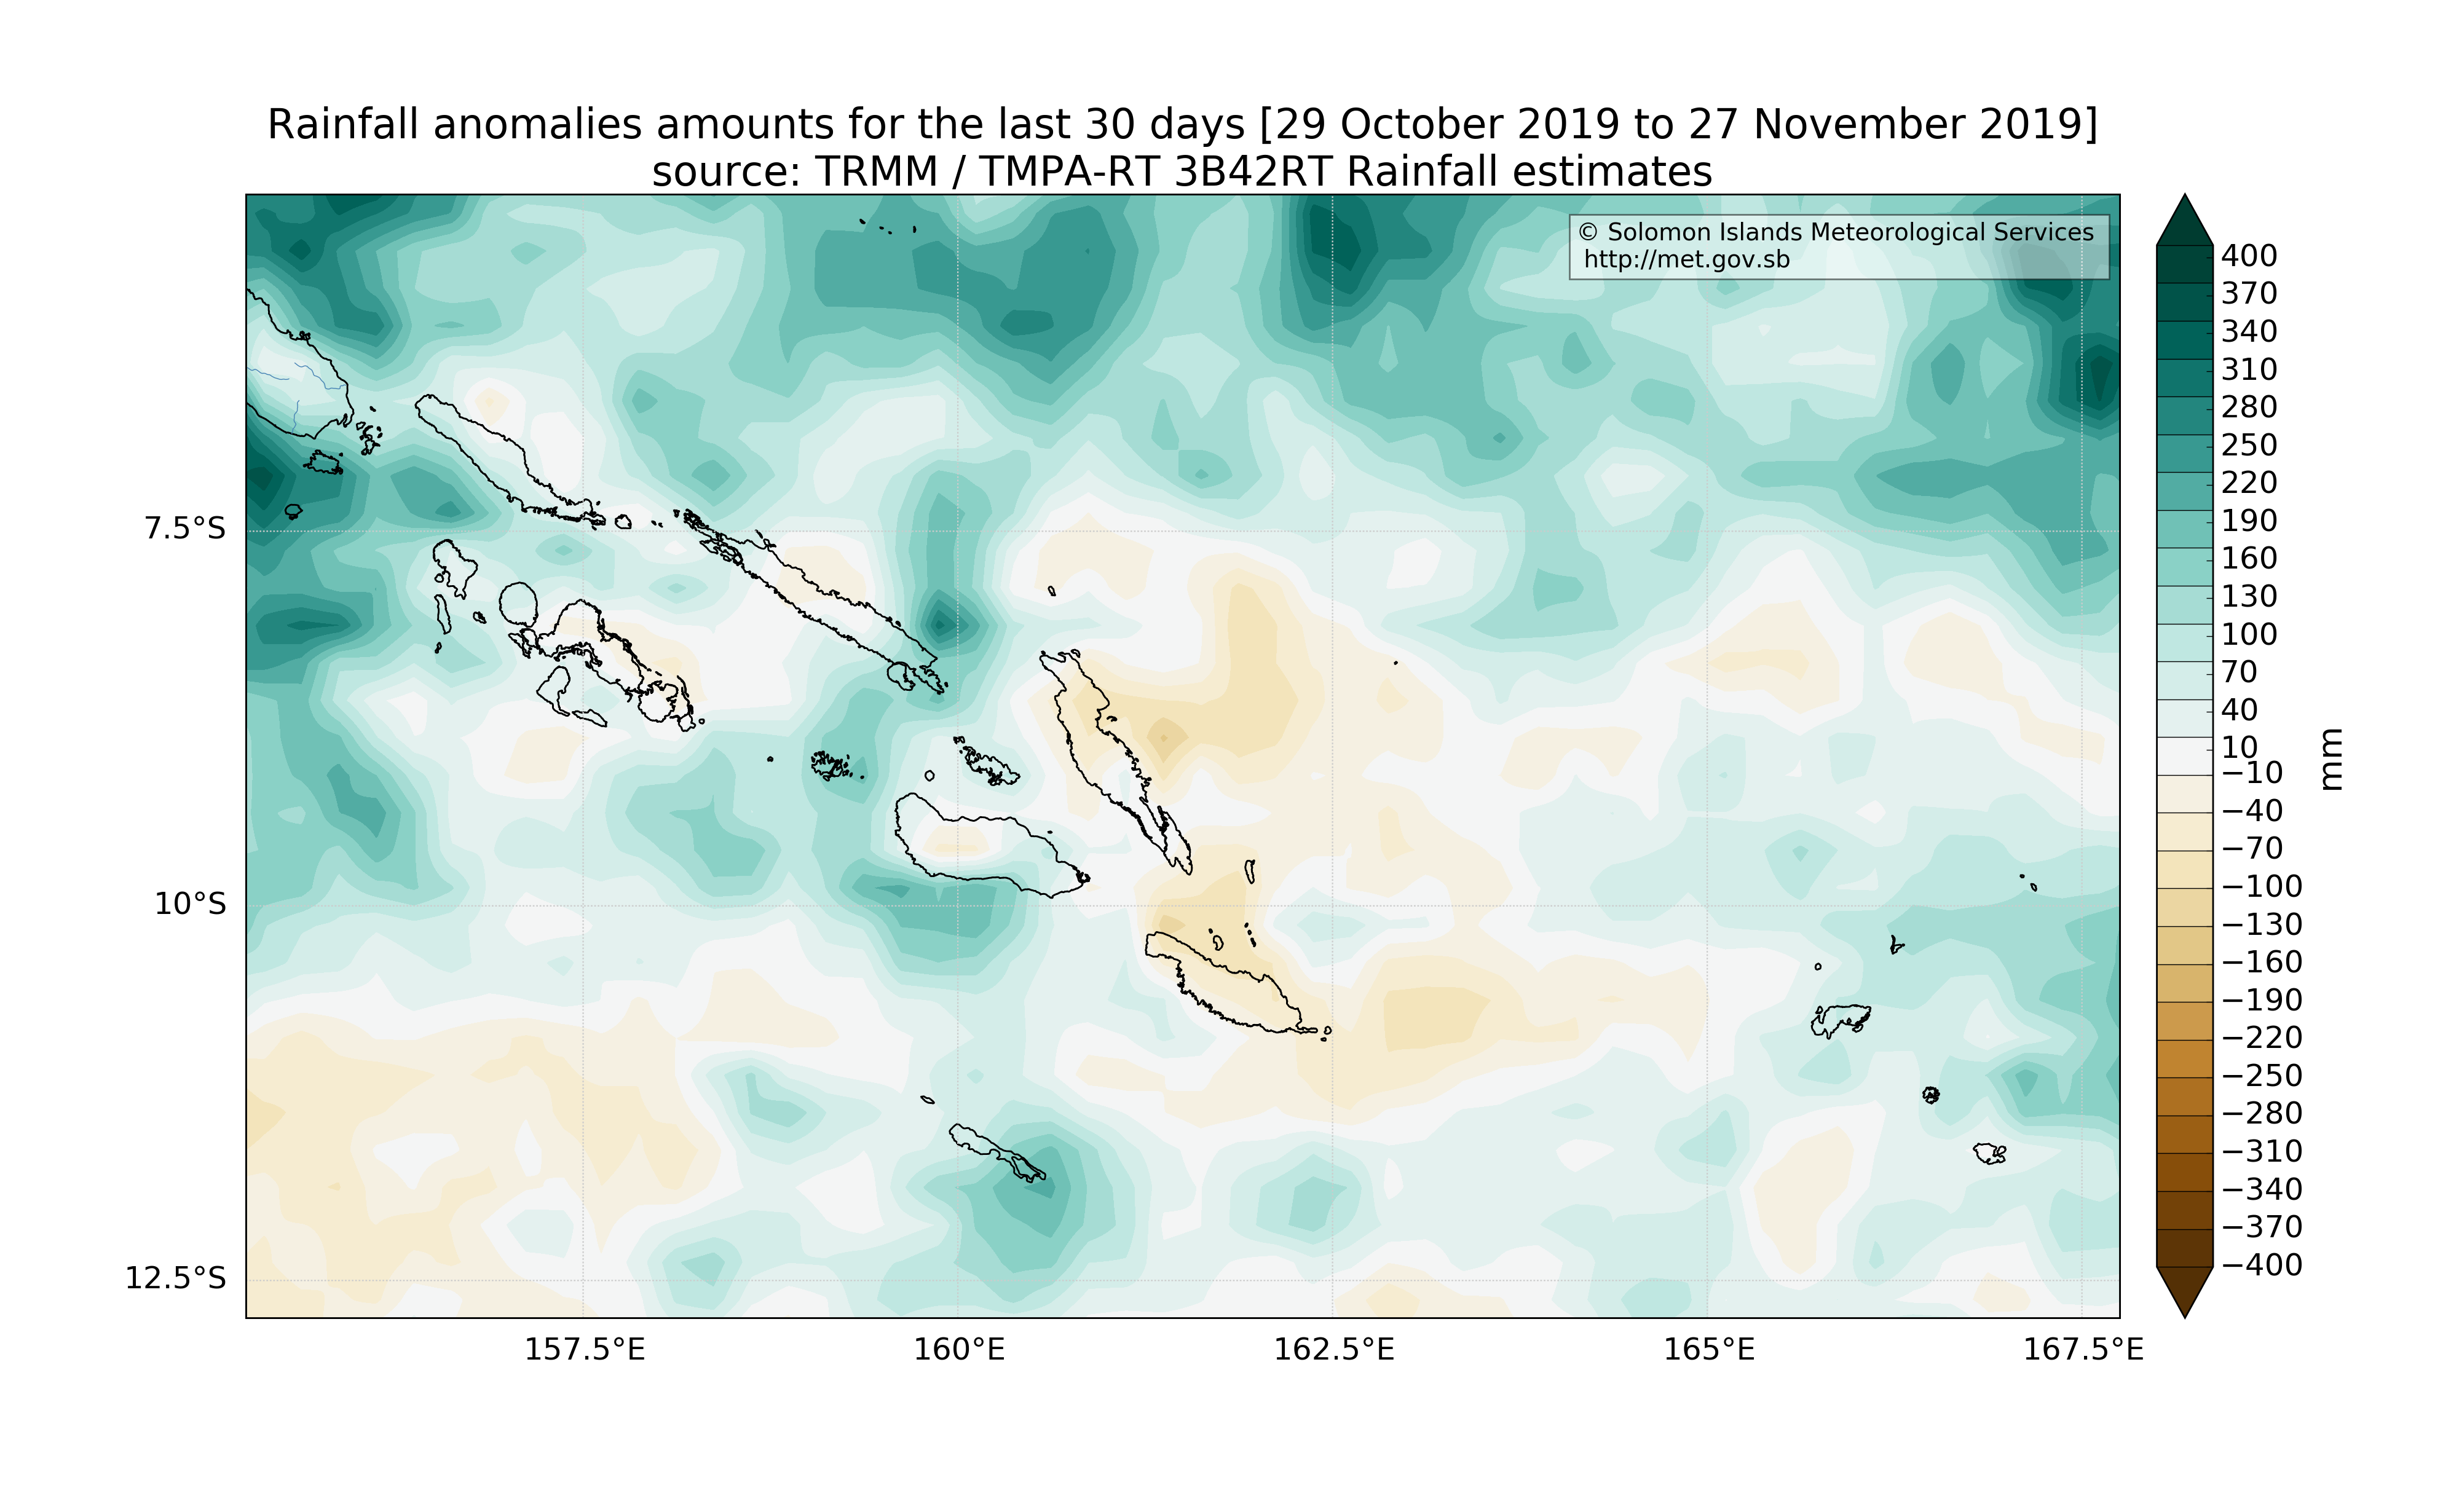 Rainfall anomalies amounts for the last 30 days [29 October 2019 to 27 November 2019]
source: TRMM / TMPA-RT 3B42RT Rainfall estimates
© Solomon Islands Meteorological Services
http://met.gov.sb
7.5°S
10°S
12.5°S
157.5°E
160°E
162.5°E
165°E
167.5°E
400
370
340
310
280
250
220
190
160
130
100
70
40
10
−10
−40
−70
−100
−130
−160
−190
−220
−250
−280
−310
−340
−370
−400
mm